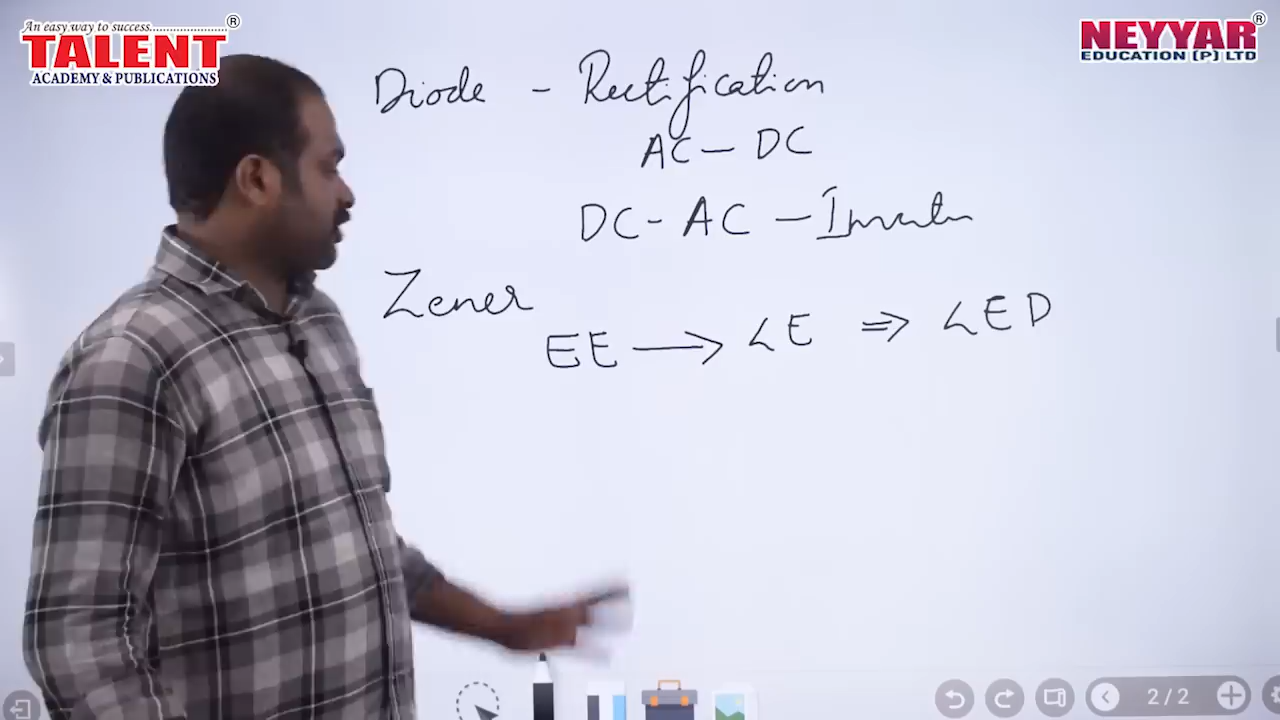 An easy way to success.....................®
TALENT
ACADEMY & PUBLICATIONS
NEYYAR®
EDUCATION (P) LTD
Diode - Rectification
AC - DC
DC - AC -
Zener
EE → LE ⇒ LED
2/2